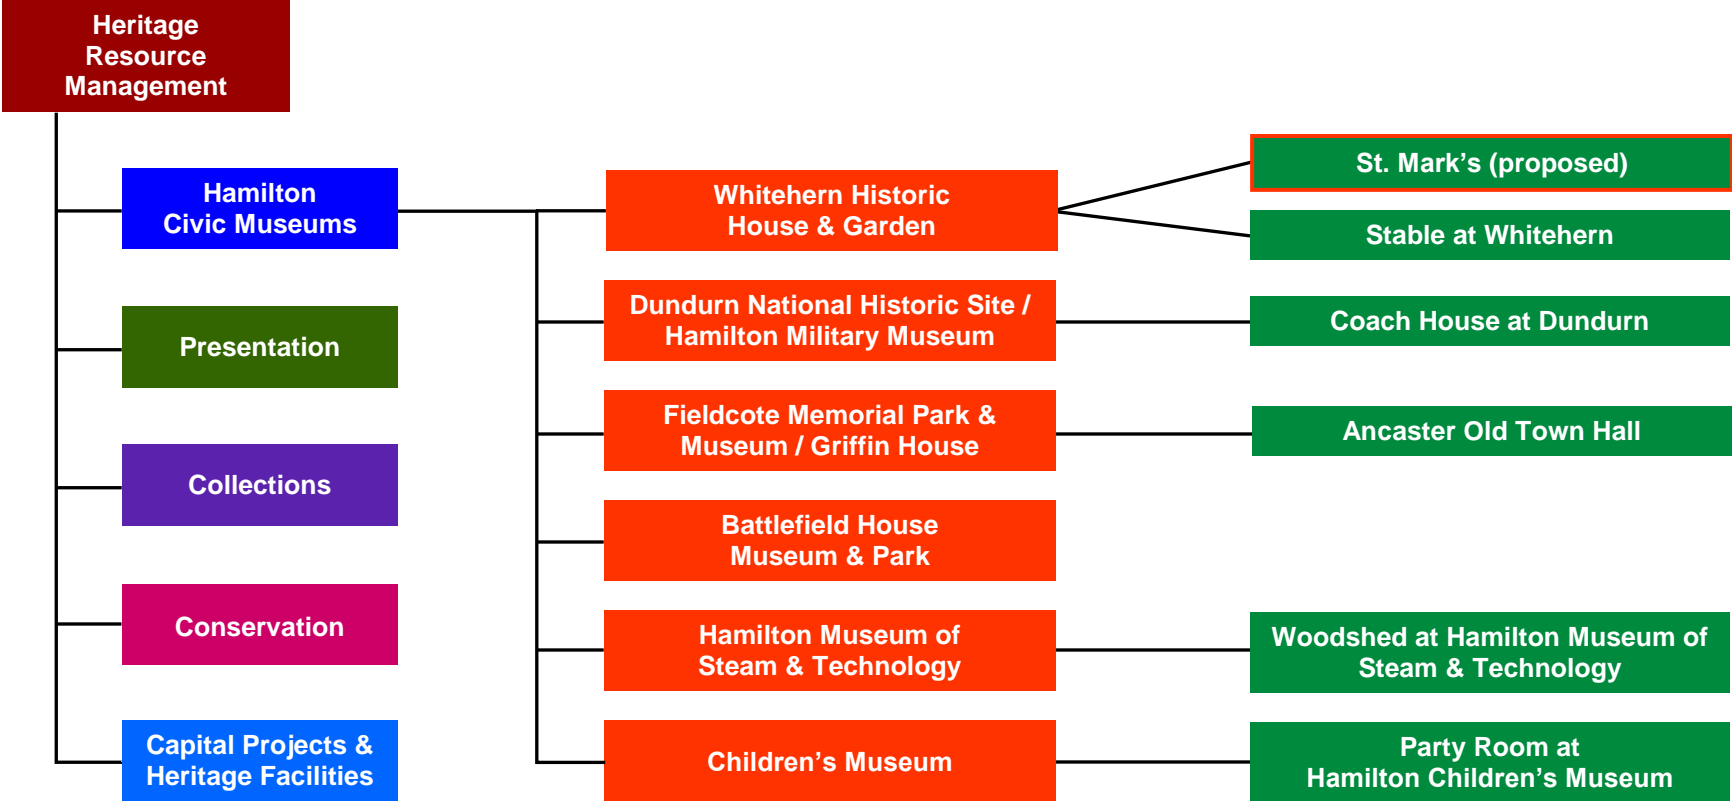 Heritage
Resource
Management
Hamilton
Civic Museums
Presentation
Collections
Conservation
Capital Projects &
Heritage Facilities
Whitehern Historic
House & Garden
Dundurn National Historic Site /
Hamilton Military Museum
Fieldcote Memorial Park &
Museum / Griffin House
Battlefield House
Museum & Park
Hamilton Museum of
Steam & Technology
Children’s Museum
St. Mark’s (proposed)
Stable at Whitehern
Coach House at Dundurn
Ancaster Old Town Hall
Woodshed at Hamilton Museum of
Steam & Technology
Party Room at
Hamilton Children’s Museum